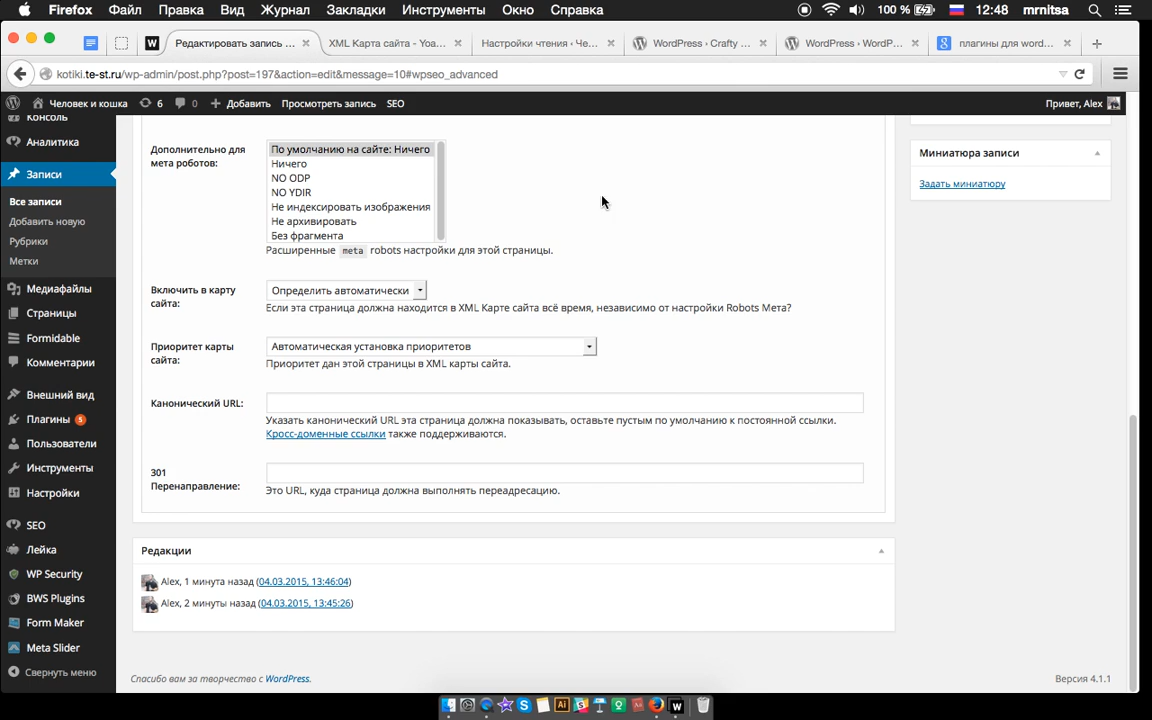 Firefox Файл Правка Вид Журнал Закладки Инструменты Окно Справка 100 % 12:48 mrnitsa
Редактировать запись × XML Карта сайта - Yoa... × Настройки чтения ‹ Че... × WordPress › Crafty ... × WordPress › WordP... × плагины для word... ×
kotiki.te-st.ru/wp-admin/post.php?post=197&action=edit&message=10#wpseo_advanced
Человек и кошка 6 0 + Добавить Просмотреть запись SEO Привет, Alex
Консоль
Аналитика
Записи
Все записи
Добавить новую
Рубрики
Метки
Медиафайлы
Страницы
Formidable
Комментарии
Внешний вид
Плагины 5
Пользователи
Инструменты
Настройки
SEO
Лейка
WP Security
BWS Plugins
Form Maker
Meta Slider
Свернуть меню
Дополнительно для
мета роботов:
По умолчанию на сайте: Ничего
Ничего
NO ODP
NO YDIR
Не индексировать изображения
Не архивировать
Без фрагмента
Расширенные meta robots настройки для этой страницы.
Включить в карту
сайта:
Определить автоматически
Если эта страница должна находится в XML Карте сайта всё время, независимо от настройки Robots Мета?
Приоритет карты
сайта:
Автоматическая установка приоритетов
Приоритет дан этой страницы в XML карты сайта.
Канонический URL:
Указать канонический URL эта страница должна показывать, оставьте пустым по умолчанию к постоянной ссылки.
Кросс-доменные ссылки также поддерживаются.
301
Перенаправление:
Это URL, куда страница должна выполнять переадресацию.
Редакции
Alex, 1 минута назад (04.03.2015, 13:46:04)
Alex, 2 минуты назад (04.03.2015, 13:45:26)
Миниатюра записи
Задать миниатюру
Спасибо вам за творчество с WordPress. Версия 4.1.1